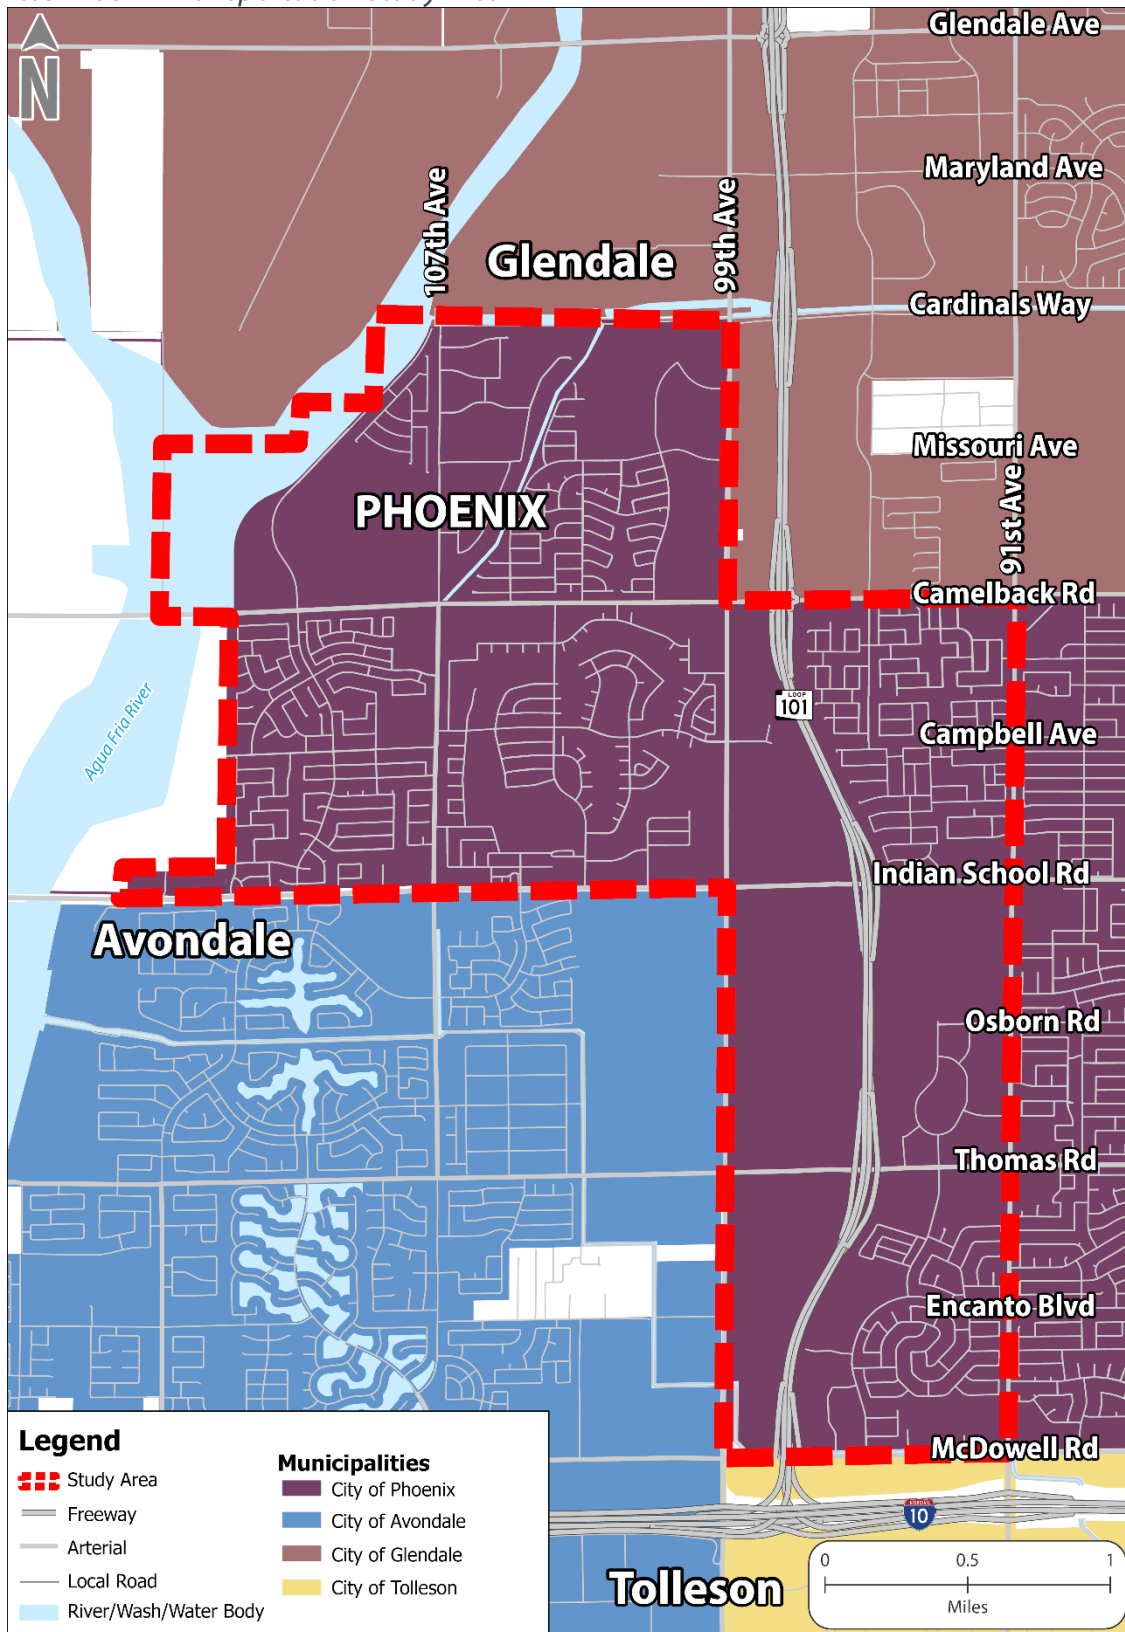 N
Glendale Ave
Maryland Ave
107th Ave
99th Ave
Glendale
Cardinals Way
Missouri Ave
PHOENIX
91st Ave
Camelback Rd
LOOP
101
Agua Fria River
Campbell Ave
Indian School Rd
Avondale
Osborn Rd
Thomas Rd
Encanto Blvd
McDowell Rd
Legend
Study Area
Freeway
Arterial
Local Road
River/Wash/Water Body
Municipalities
City of Phoenix
City of Avondale
City of Glendale
City of Tolleson
10
Tolleson
0 0.5 1
Miles